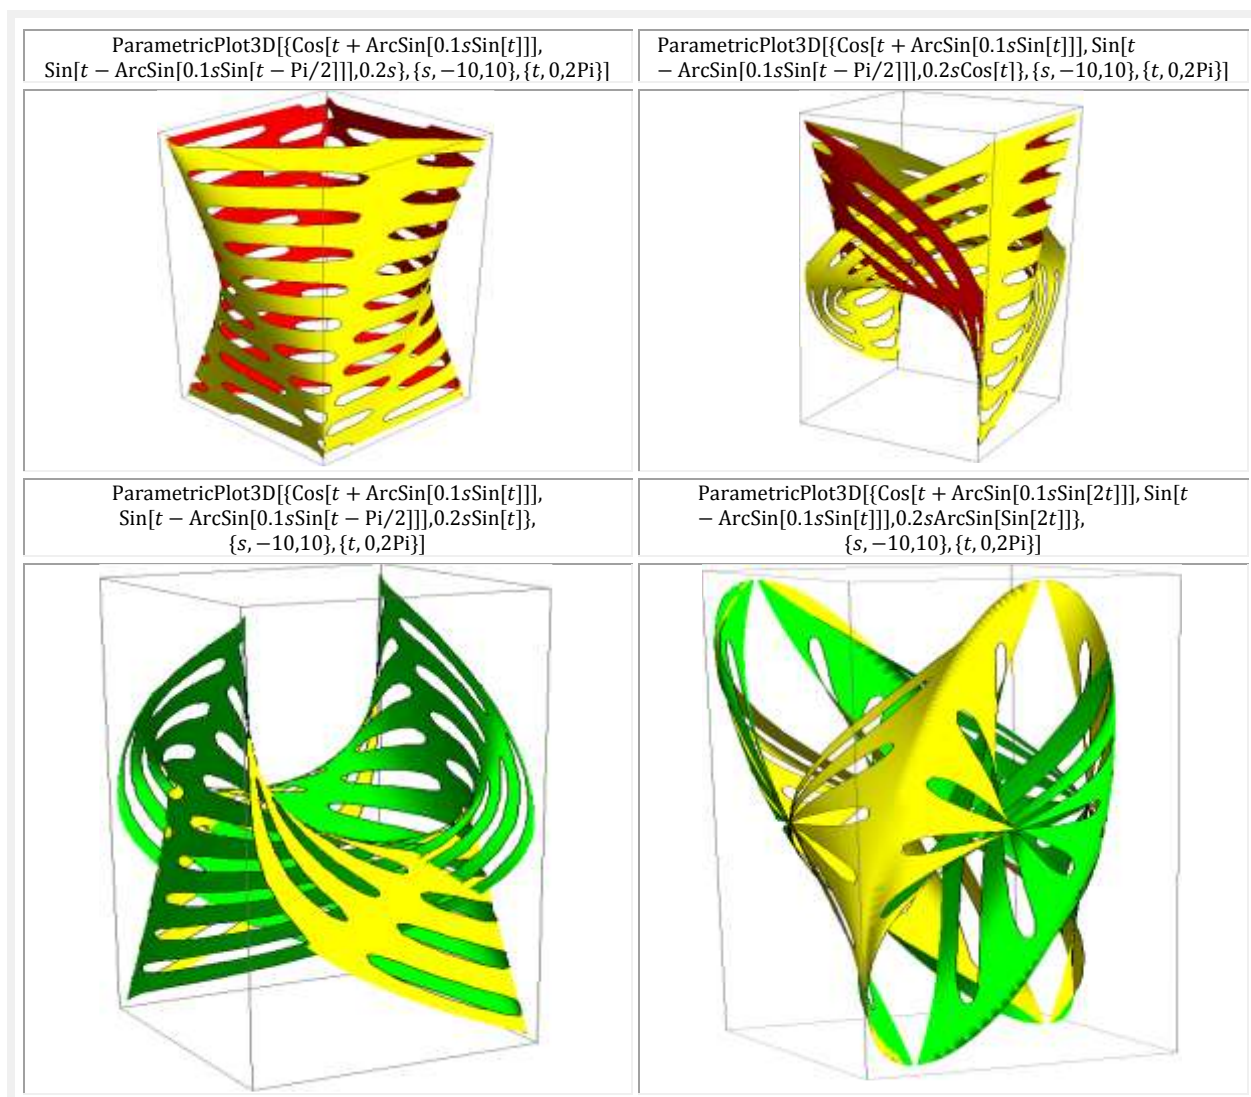 ParametricPlot3D[{Cos[t + ArcSin[0.1sSin[t]]],
Sin[t − ArcSin[0.1sSin[t − Pi/2]]],0.2s},{s, −10,10},{t, 0,2Pi}]
ParametricPlot3D[{Cos[t + ArcSin[0.1sSin[t]]], Sin[t
− ArcSin[0.1sSin[t − Pi/2]]],0.2sCos[t]},{s, −10,10},{t, 0,2Pi}]
ParametricPlot3D[{Cos[t + ArcSin[0.1sSin[t]]],
Sin[t − ArcSin[0.1sSin[t − Pi/2]]],0.2sSin[t]},
{s, −10,10},{t, 0,2Pi}]
ParametricPlot3D[{Cos[t + ArcSin[0.1sSin[2t]]], Sin[t
− ArcSin[0.1sSin[t]]],0.2sArcSin[Sin[2t]]},
{s, −10,10},{t, 0,2Pi}]